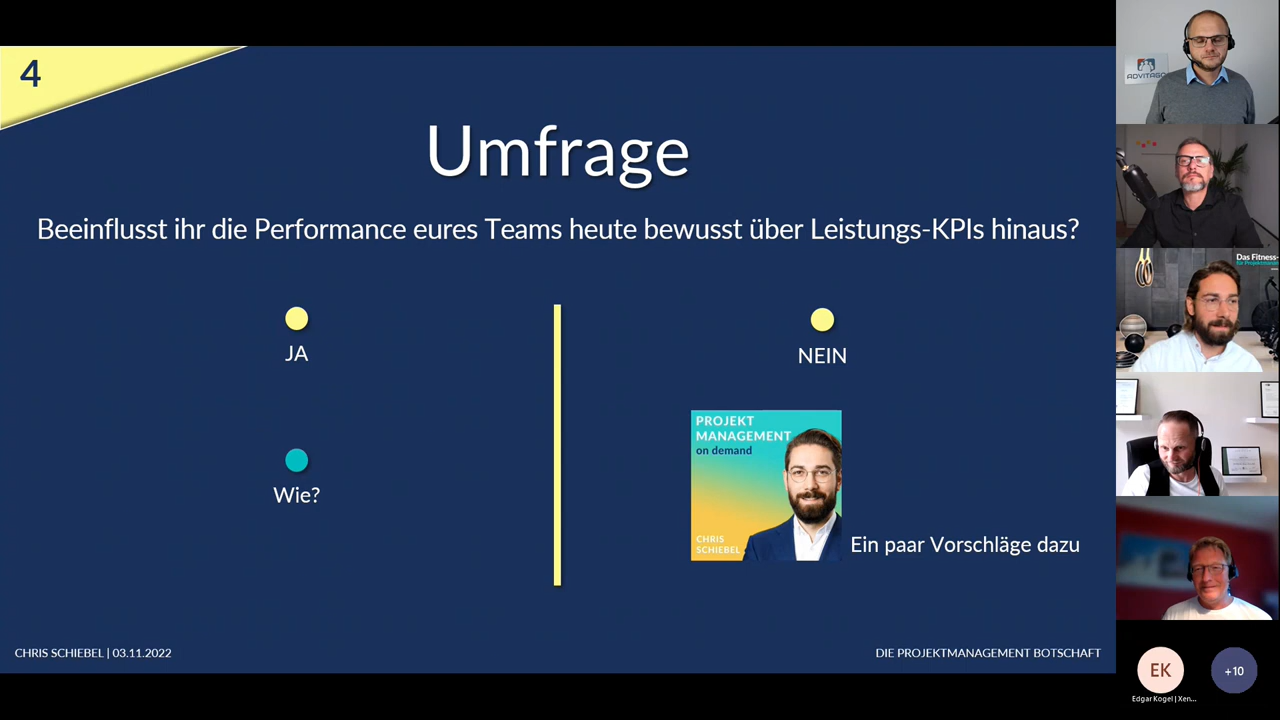 4
Umfrage
Beeinflusst ihr die Performance eures Teams heute bewusst über Leistungs-KPIs hinaus?
JA
NEIN
Wie?
PROJEKT
MANAGEMENT
on demand
CHRIS
SCHIEBEL
Ein paar Vorschläge dazu
CHRIS SCHIEBEL | 03.11.2022
DIE PROJEKTMANAGEMENT BOTSCHAFT
ADVITAGO
Das Fitness-
für Projektmana
EK
+10
Edgar Kogel | Xen...